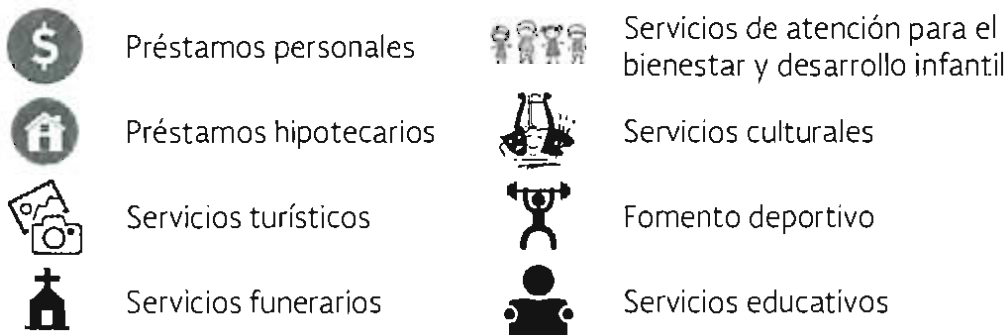 Préstamos personales
Préstamos hipotecarios
Servicios turísticos
Servicios funerarios
Servicios de atención para el
bienestar y desarrollo infantil
Servicios culturales
Fomento deportivo
Servicios educativos